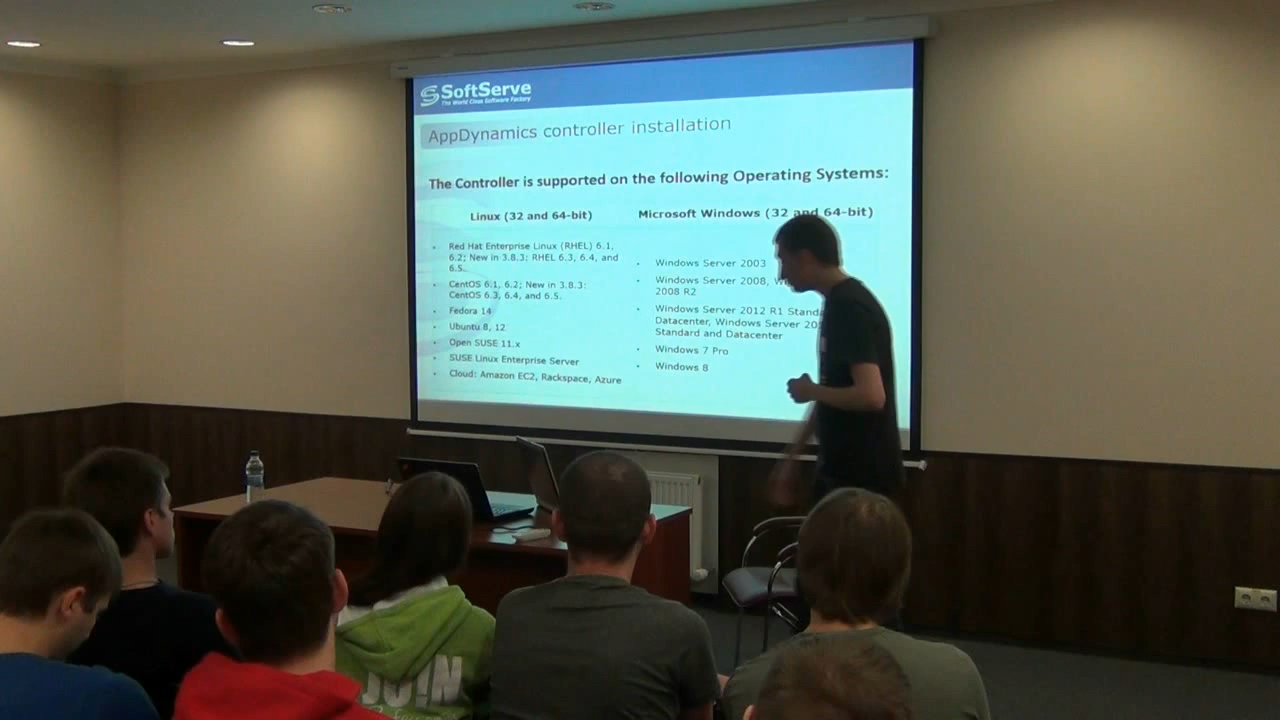 SoftServe
The World Class Software Factory
AppDynamics controller installation
The Controller is supported on the following Operating Systems:
Linux (32 and 64-bit)
Red Hat Enterprise Linux (RHEL) 6.1,
6.2; New in 3.8.3: RHEL 6.3, 6.4, and
6.5.
CentOS 6.1, 6.2; New in 3.8.3:
CentOS 6.3, 6.4, and 6.5.
Fedora 14
Ubuntu 8, 12
Open SUSE 11.x
SUSE Linux Enterprise Server
Cloud: Amazon EC2, Rackspace, Azure
Microsoft Windows (32 and 64-bit)
Windows Server 2003
Windows Server 2008,
2008 R2
Windows Server 2012 R1
Datacenter, Windows Server
Standard and Datacenter
Windows 7 Pro
Windows 8
JO!N